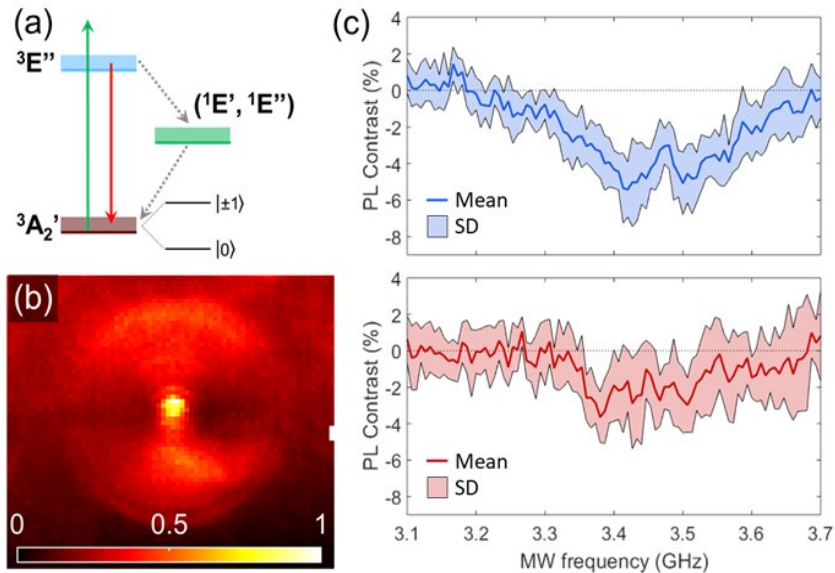 (a)
³E”
(¹E’, ¹E”)
³A₂’
|±1⟩
|0⟩
(b)
0 0.5 1
(c)
4
2
0
-2
-4
-6
-8
PL Contrast (%)
Mean
SD
4
2
0
-2
-4
-6
-8
PL Contrast (%)
Mean
SD
3.1 3.2 3.3 3.4 3.5 3.6 3.7
MW frequency (GHz)